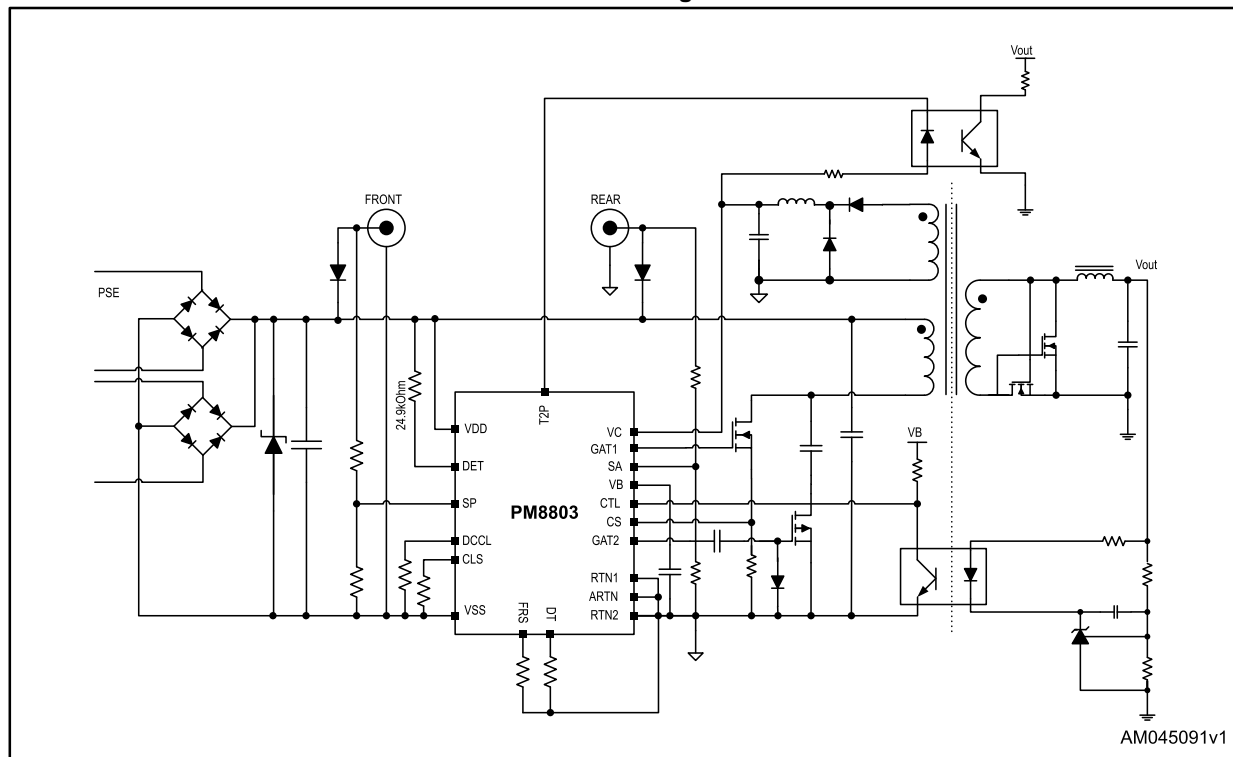 g
Vout
FRONT
REAR
PSE
Vout
24.9kOhm
T2P
VDD
DET
SP
DCCL
CLS
VSS
PM8803
VC
GAT1
SA
VB
CTL
CS
GAT2
RTN1
ARTN
RTN2
FRS
DT
VB
AM045091v1